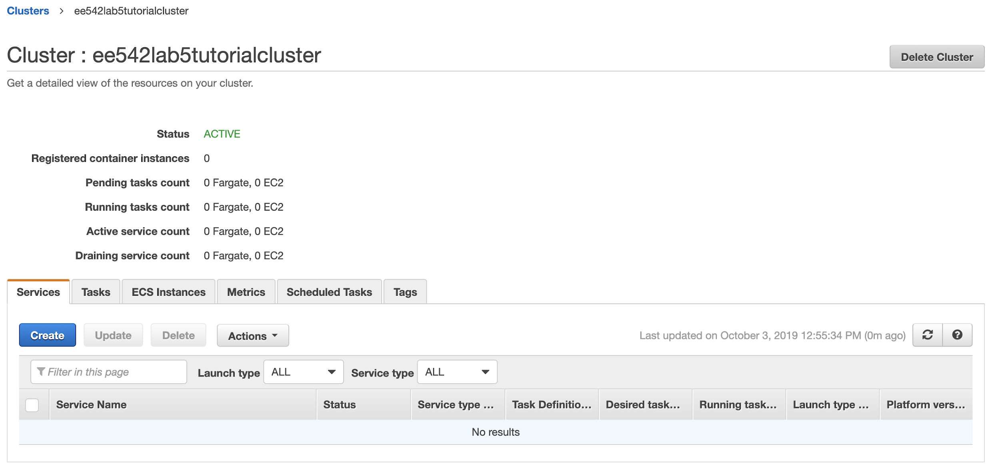 Clusters > ee542lab5tutorialcluster
Cluster : ee542lab5tutorialcluster
Delete Cluster
Get a detailed view of the resources on your cluster.
Status ACTIVE
Registered container instances 0
Pending tasks count 0 Fargate, 0 EC2
Running tasks count 0 Fargate, 0 EC2
Active service count 0 Fargate, 0 EC2
Draining service count 0 Fargate, 0 EC2
Services Tasks ECS Instances Metrics Scheduled Tasks Tags
Create Update Delete Actions Last updated on October 3, 2019 12:55:34 PM (0m ago)
Filter in this page Launch type ALL Service type ALL
Service Name Status Service type ... Task Definitio... Desired task... Running task... Launch type ... Platform vers...
No results